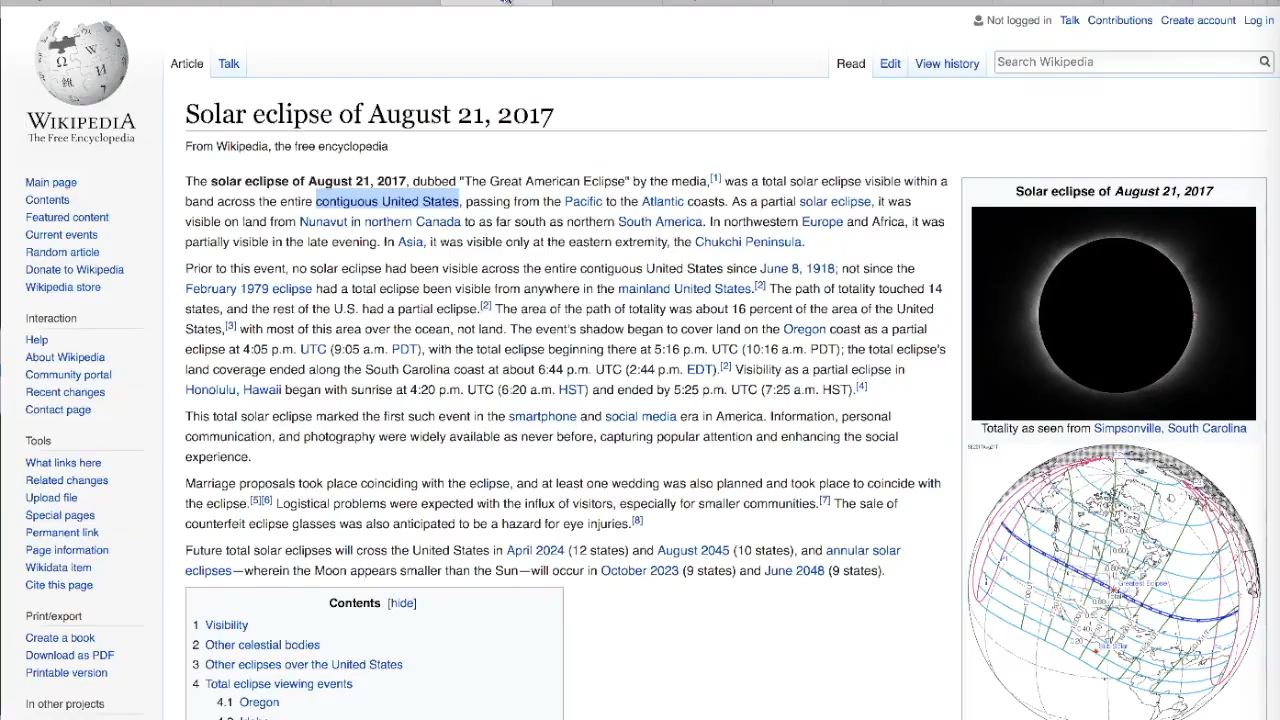 Not logged in Talk Contributions Create account Log in
Article Talk
Read Edit View history Search Wikipedia
WIKIPEDIA
The Free Encyclopedia
Main page
Contents
Featured content
Current events
Random article
Donate to Wikipedia
Wikipedia store
Interaction
Help
About Wikipedia
Community portal
Recent changes
Contact page
Tools
What links here
Related changes
Upload file
Special pages
Permanent link
Page information
Wikidata item
Cite this page
Print/export
Create a book
Download as PDF
Printable version
In other projects
Solar eclipse of August 21, 2017
From Wikipedia, the free encyclopedia
The solar eclipse of August 21, 2017, dubbed "The Great American Eclipse" by the media,[1] was a total solar eclipse visible within a
band across the entire contiguous United States, passing from the Pacific to the Atlantic coasts. As a partial solar eclipse, it was
visible on land from Nunavut in northern Canada to as far south as northern South America. In northwestern Europe and Africa, it was
partially visible in the late evening. In Asia, it was visible only at the eastern extremity, the Chukchi Peninsula.
Prior to this event, no solar eclipse had been visible across the entire contiguous United States since June 8, 1918; not since the
February 1979 eclipse had a total eclipse been visible from anywhere in the mainland United States.[2] The path of totality touched 14
states, and the rest of the U.S. had a partial eclipse.[2] The area of the path of totality was about 16 percent of the area of the United
States,[3] with most of this area over the ocean, not land. The event's shadow began to cover land on the Oregon coast as a partial
eclipse at 4:05 p.m. UTC (9:05 a.m. PDT), with the total eclipse beginning there at 5:16 p.m. UTC (10:16 a.m. PDT); the total eclipse's
land coverage ended along the South Carolina coast at about 6:44 p.m. UTC (2:44 p.m. EDT).[2] Visibility as a partial eclipse in
Honolulu, Hawaii began with sunrise at 4:20 p.m. UTC (6:20 a.m. HST) and ended by 5:25 p.m. UTC (7:25 a.m. HST).[4]
This total solar eclipse marked the first such event in the smartphone and social media era in America. Information, personal
communication, and photography were widely available as never before, capturing popular attention and enhancing the social
experience.
Marriage proposals took place coinciding with the eclipse, and at least one wedding was also planned and took place to coincide with
the eclipse.[5][6] Logistical problems were expected with the influx of visitors, especially for smaller communities.[7] The sale of
counterfeit eclipse glasses was also anticipated to be a hazard for eye injuries.[8]
Future total solar eclipses will cross the United States in April 2024 (12 states) and August 2045 (10 states), and annular solar
eclipses—wherein the Moon appears smaller than the Sun—will occur in October 2023 (9 states) and June 2048 (9 states).
Contents [hide]
1 Visibility
2 Other celestial bodies
3 Other eclipses over the United States
4 Total eclipse viewing events
4.1 Oregon
Solar eclipse of August 21, 2017
Totality as seen from Simpsonville, South Carolina
Greatest Eclipse
Sub Solar